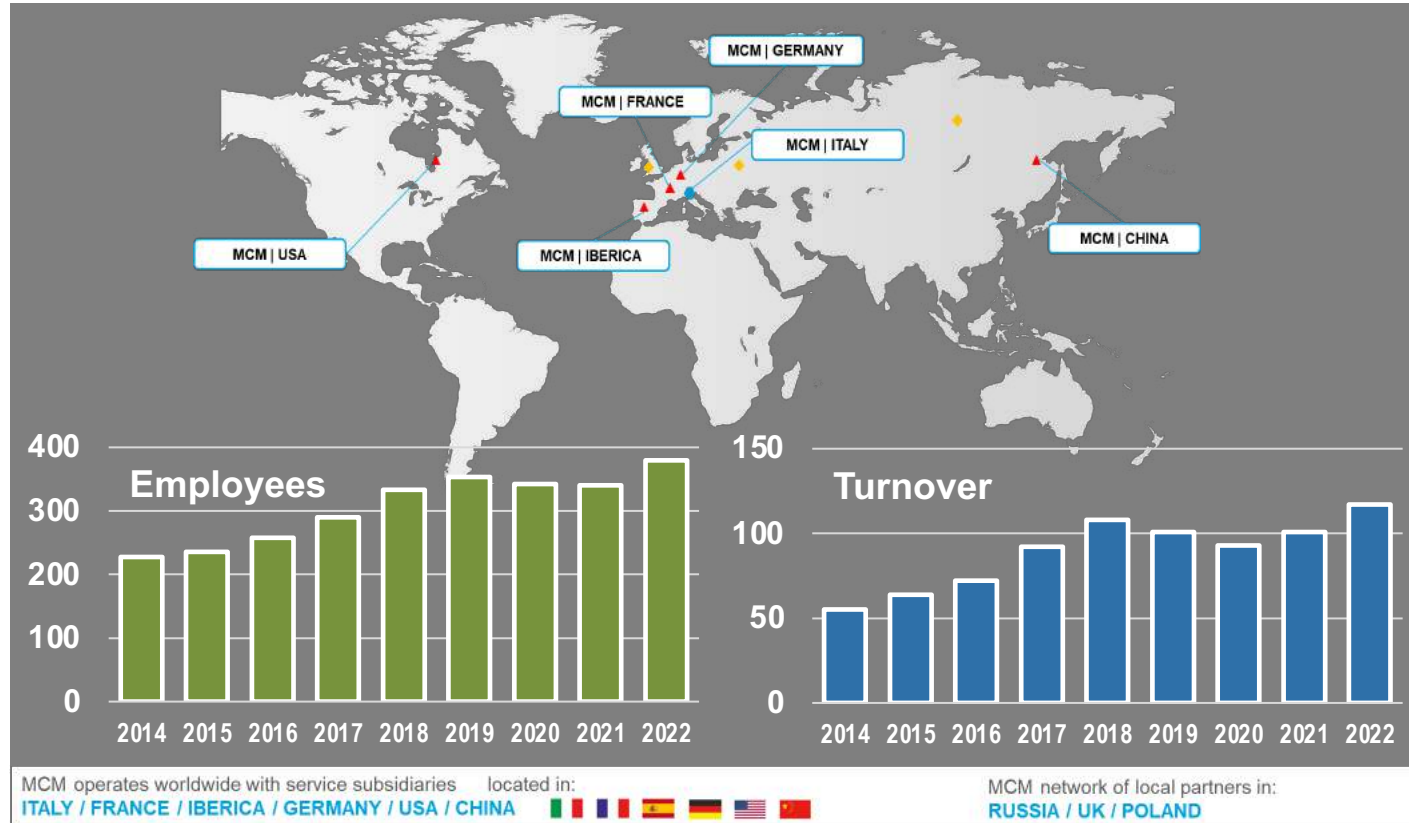 MCM | GERMANY
MCM | FRANCE
MCM | ITALY
MCM | USA
MCM | IBERICA
MCM | CHINA
Employees
400
300
200
100
0
2014 2015 2016 2017 2018 2019 2020 2021 2022
Turnover
150
100
50
0
2014 2015 2016 2017 2018 2019 2020 2021 2022
MCM operates worldwide with service subsidiaries located in:
ITALY / FRANCE / IBERICA / GERMANY / USA / CHINA
MCM network of local partners in:
RUSSIA / UK / POLAND